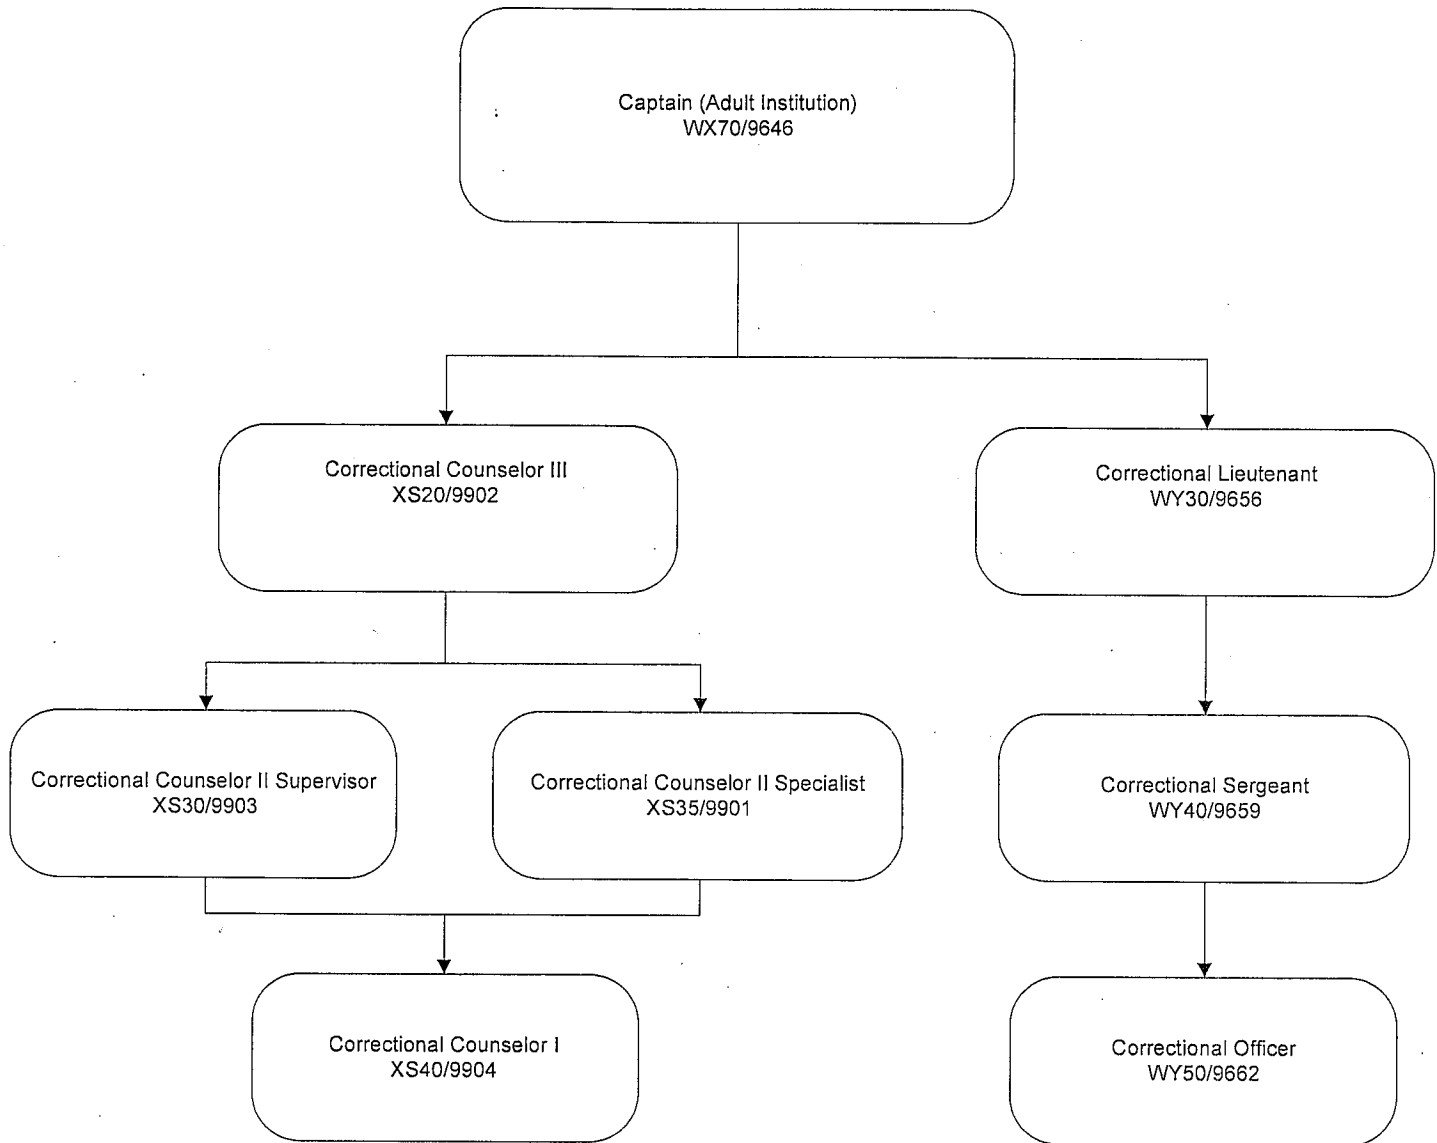 Captain (Adult Institution)
WX70/9646
Correctional Counselor III
XS20/9902
Correctional Lieutenant
WY30/9656
Correctional Counselor II Supervisor
XS30/9903
Correctional Counselor II Specialist
XS35/9901
Correctional Sergeant
WY40/9659
Correctional Counselor I
XS40/9904
Correctional Officer
WY50/9662